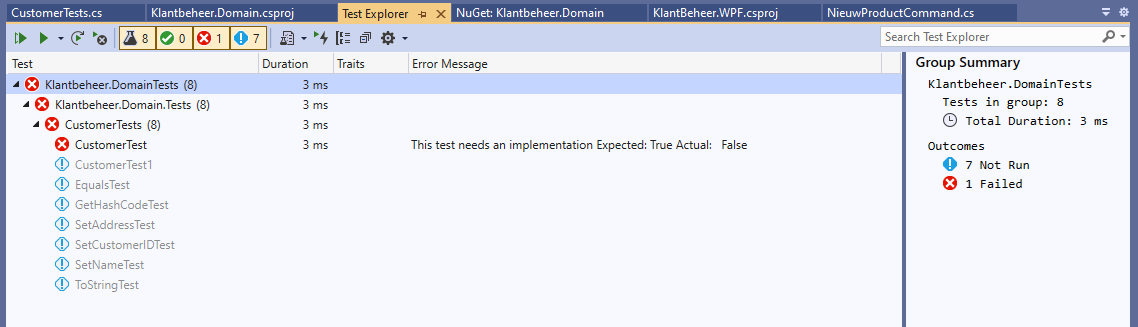 CustomerTests.cs Klantbeheer.Domain.csproj Test Explorer NuGet: Klantbeheer.Domain KlantBeheer.WPF.csproj NieuwProductCommand.cs
8 0 1 7 Search Test Explorer
Test Duration Traits Error Message
Klantbeheer.DomainTests (8) 3 ms
Klantbeheer.Domain.Tests (8) 3 ms
CustomerTests (8) 3 ms
CustomerTest 3 ms This test needs an implementation Expected: True Actual: False
CustomerTest1
EqualsTest
GetHashCodeTest
SetAddressTest
SetCustomerIDTest
SetNameTest
ToStringTest
Group Summary
Klantbeheer.DomainTests
Tests in group: 8
Total Duration: 3 ms
Outcomes
7 Not Run
1 Failed